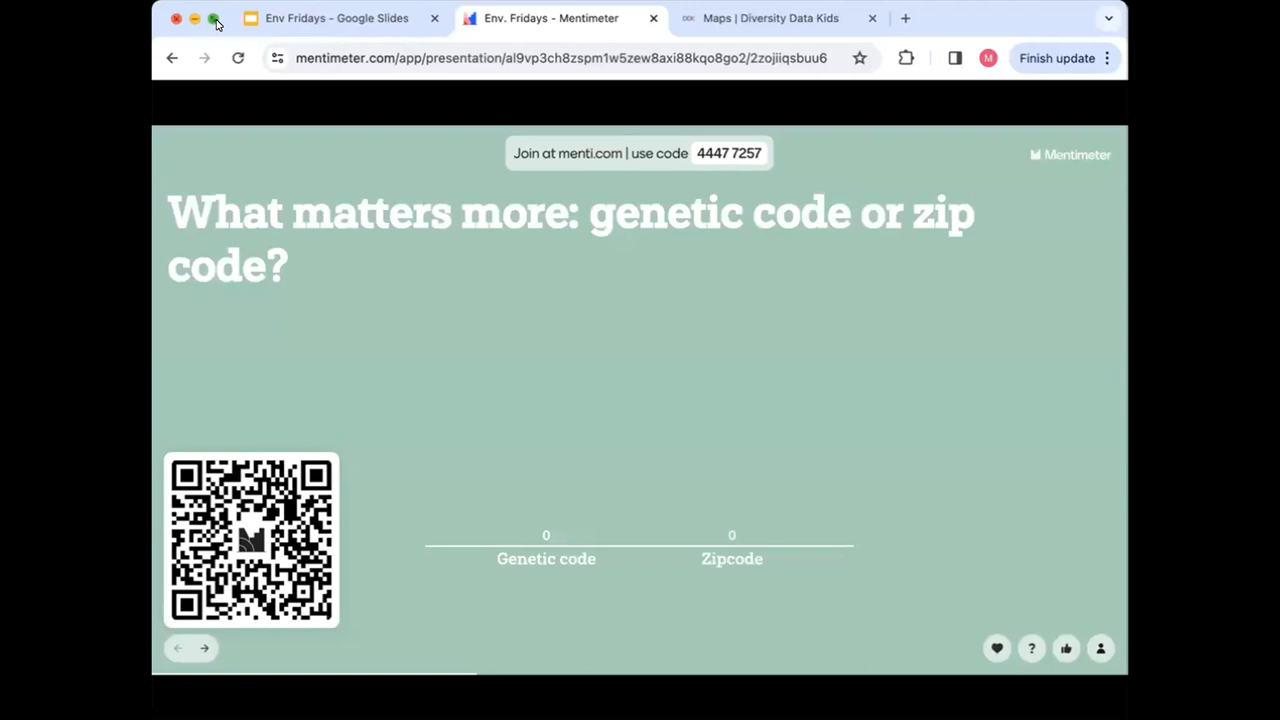 Env Fridays - Google Slides
Env. Fridays - Mentimeter
Maps | Diversity Data Kids
mentimeter.com/app/presentation/al9vp3ch8zspm1w5zew8axi88kqo8go2/2zojiiqsbuu6
M
Finish update
Join at menti.com | use code 4447 7257
Mentimeter
What matters more: genetic code or zip
code?
0
0
Genetic code
Zipcode
?